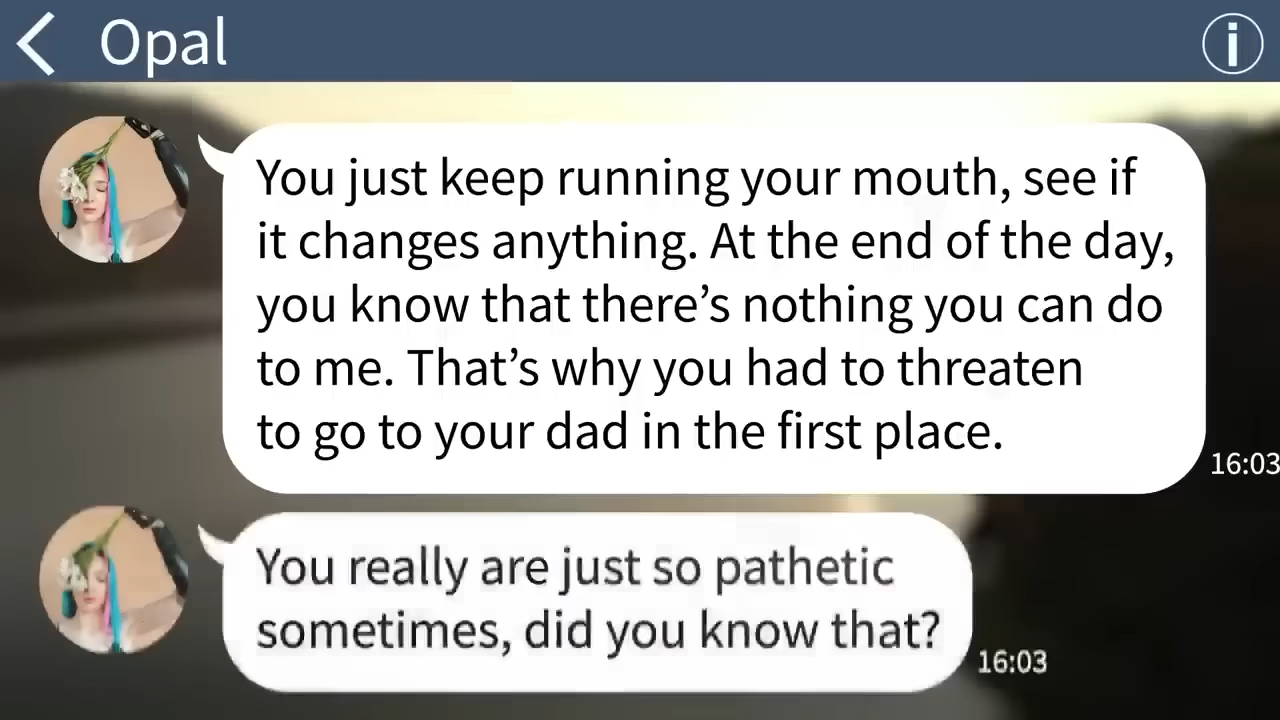 Opal
You just keep running your mouth, see if
it changes anything. At the end of the day,
you know that there’s nothing you can do
to me. That’s why you had to threaten
to go to your dad in the first place.
16:03
You really are just so pathetic
sometimes, did you know that?
16:03